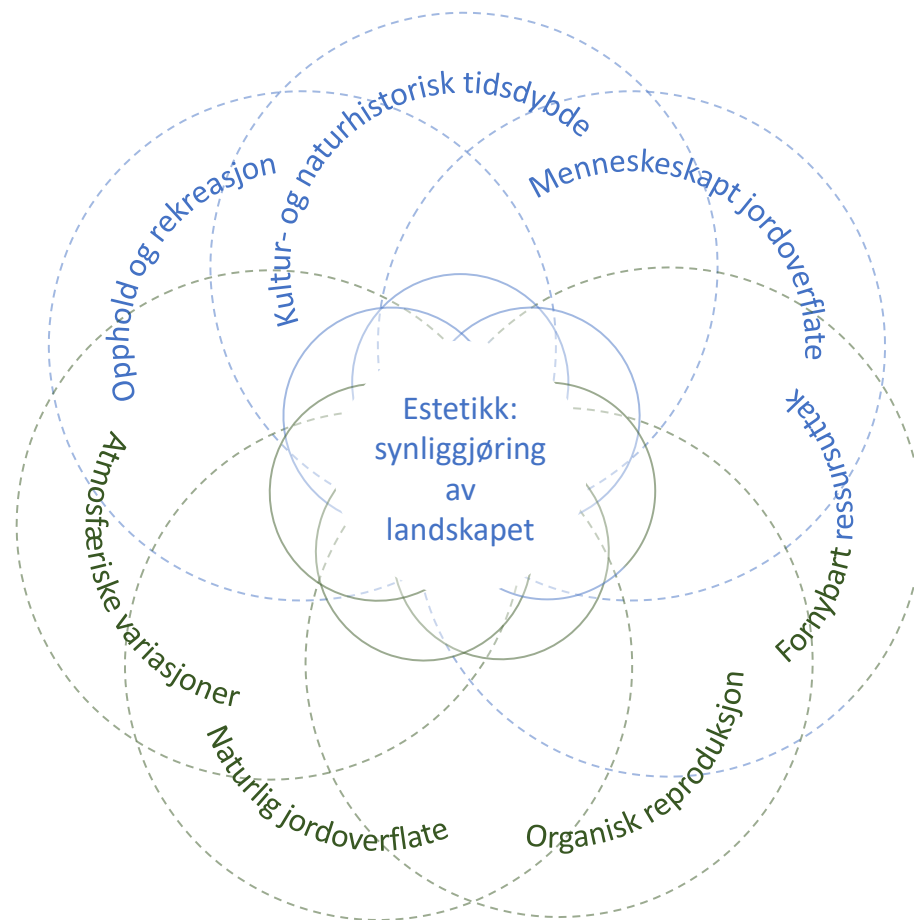 Kultur- og naturhistorisk tidsdybde
Menneskeskapt jordoverflate
Opphold og rekreasjon
Estetikk:
synliggjøring
av
landskapet
Fornybart ressursuttak
Atmosfæriske variasjoner
Naturlig jordoverflate
Organisk reproduksjon